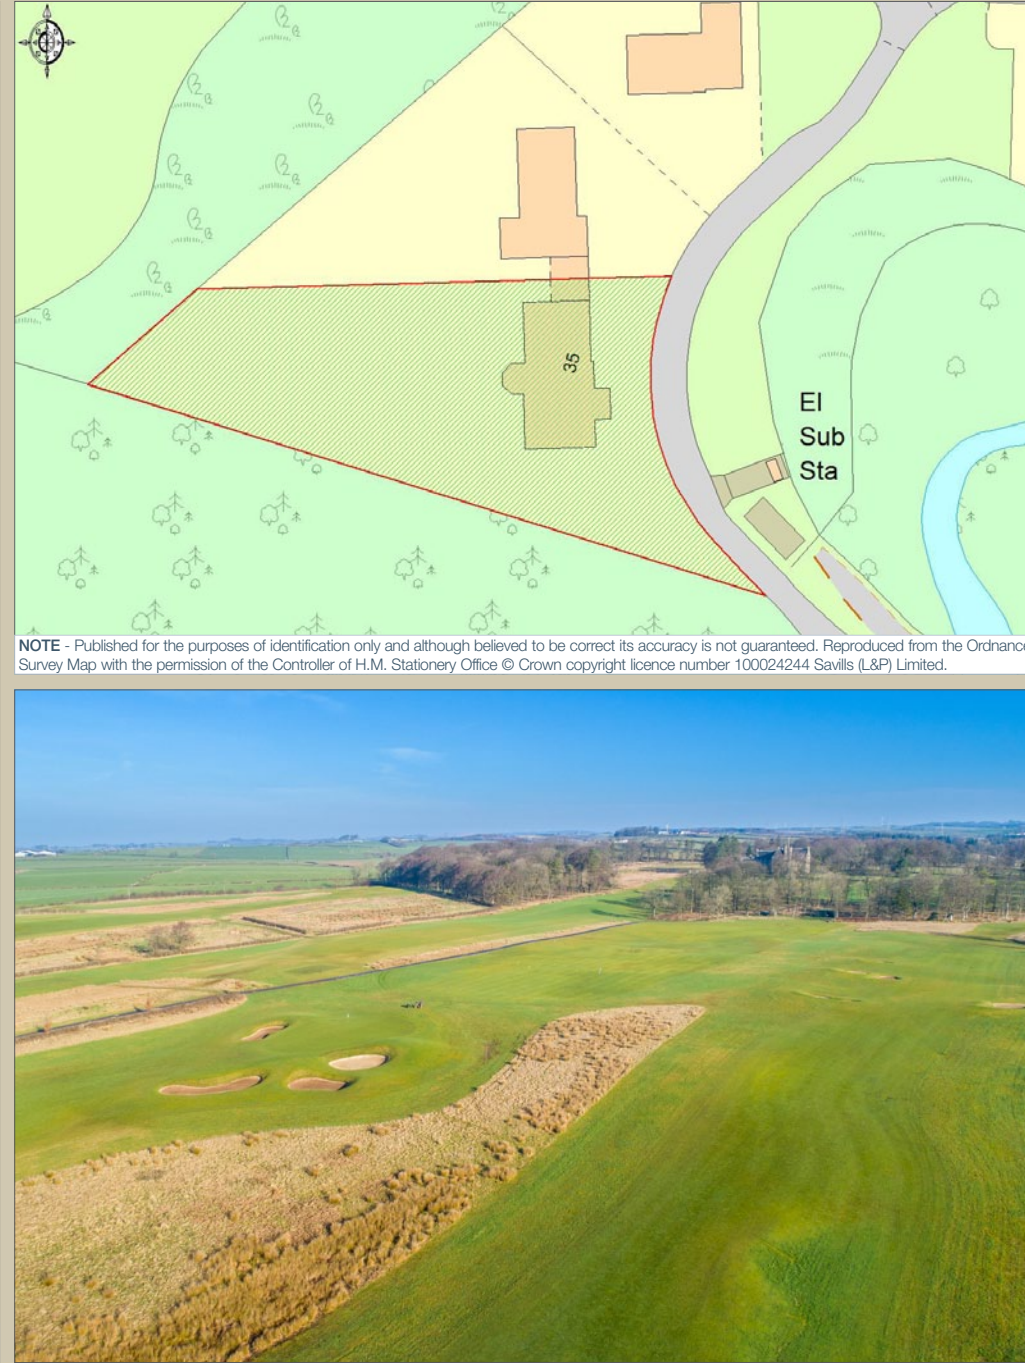 35
El
Sub
Sta
NOTE - Published for the purposes of identification only and although believed to be correct its accuracy is not guaranteed. Reproduced from the Ordnance
Survey Map with the permission of the Controller of H.M. Stationery Office © Crown copyright licence number 100024244 Savills (L&P) Limited.